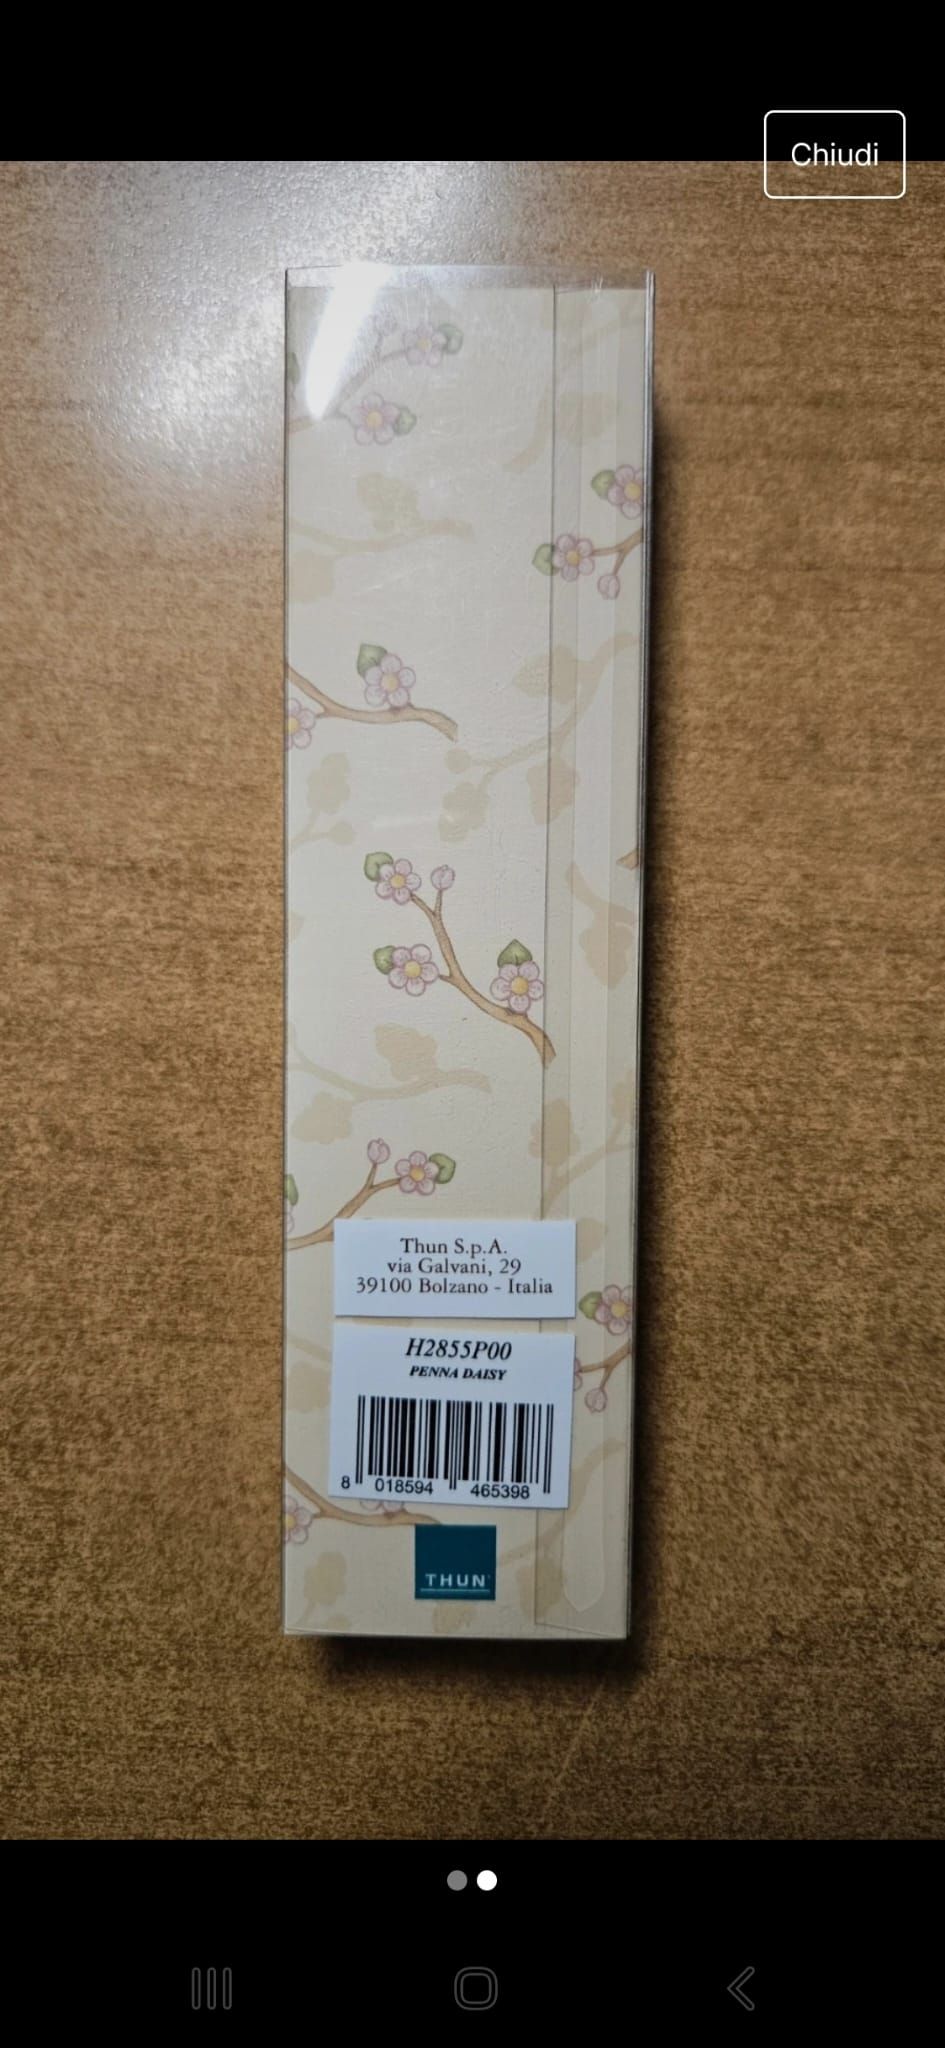 Chiudi
Thun S.p.A.
via Galvani, 29
39100 Bolzano - Italia
H2855P00
PENNA DAISY
8 018594 465398
THUN